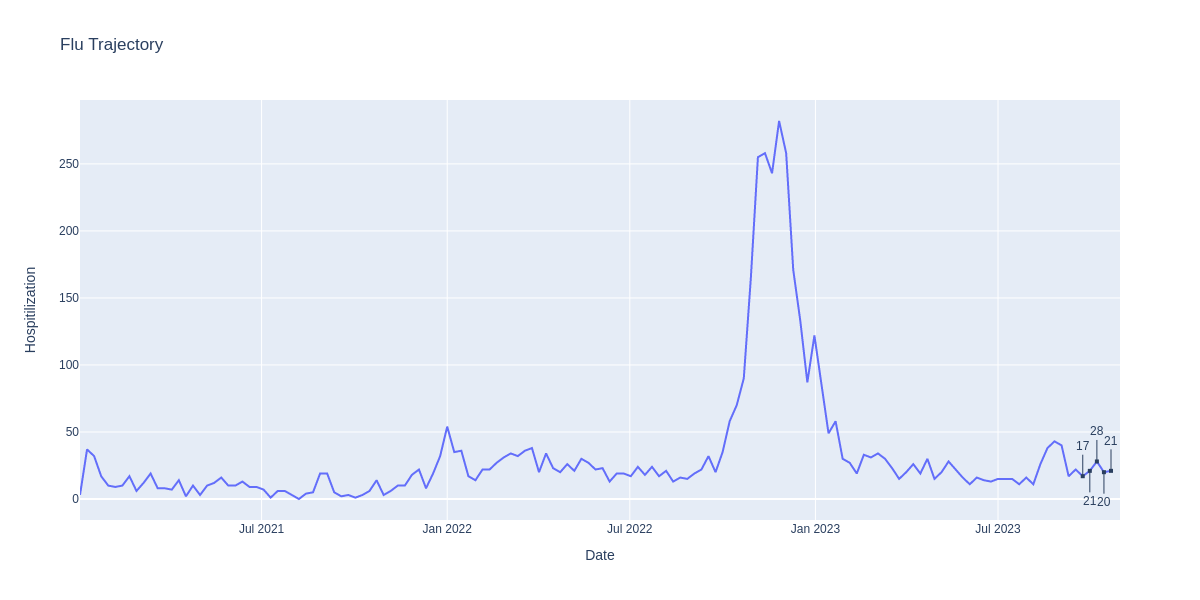 Flu Trajectory
Hospitilization
250
200
150
100
50
0
28
17
21
21
20
Jul 2021
Jan 2022
Jul 2022
Jan 2023
Jul 2023
Date